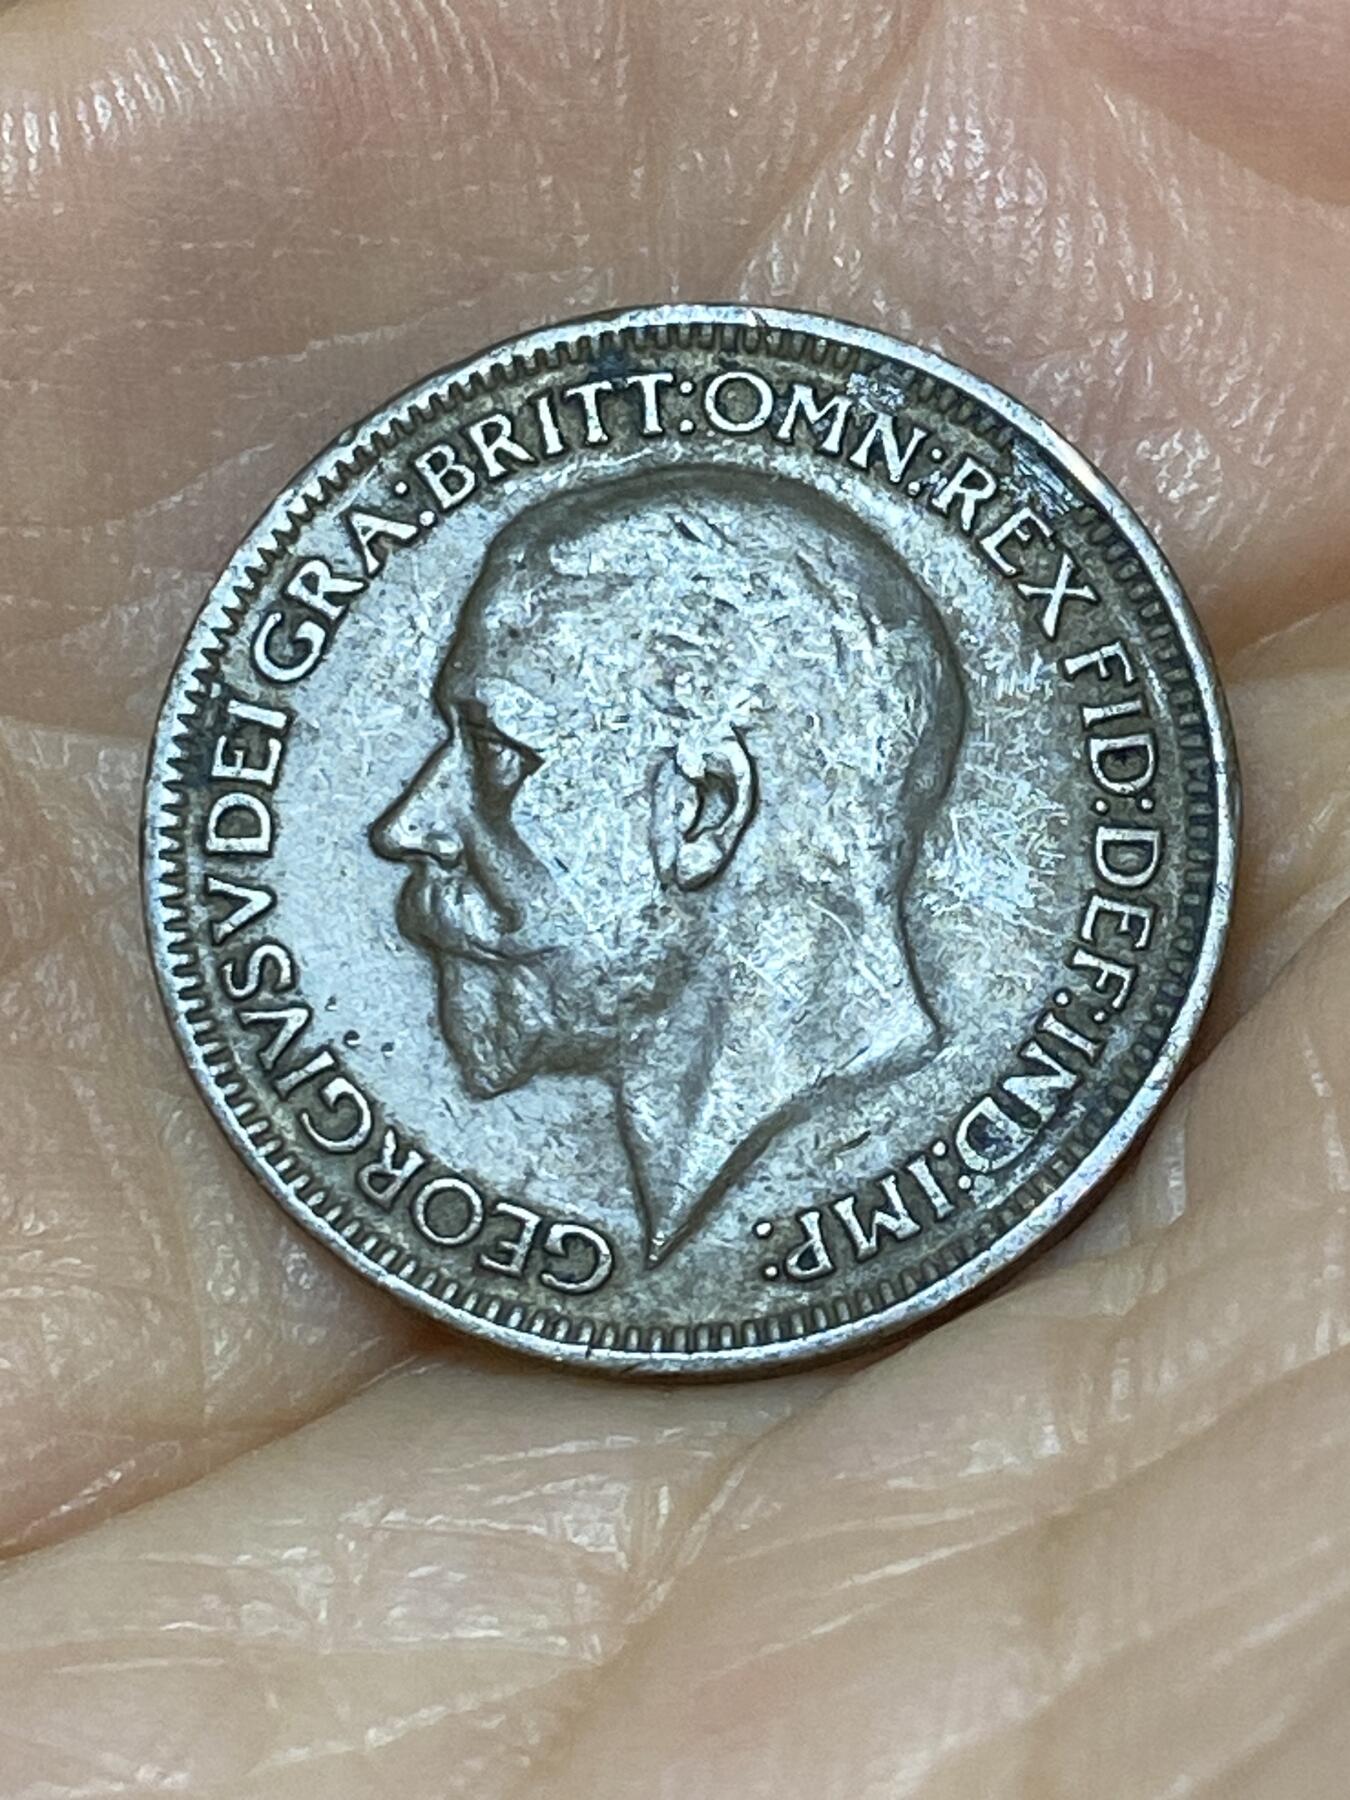 GEORGIVS V DEI GRA: BRITT: OMN: REX FID: DEF: IND: IMP: